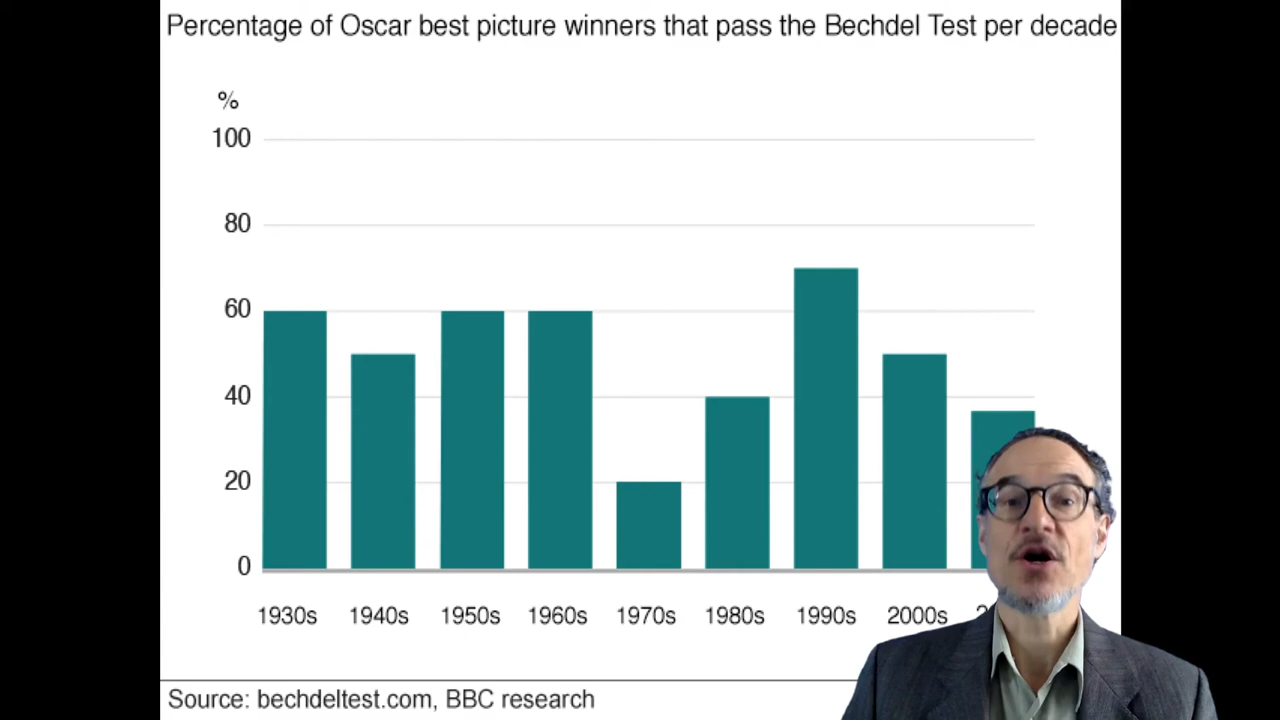 Percentage of Oscar best picture winners that pass the Bechdel Test per decade
%
100
80
60
40
20
0
1930s 1940s 1950s 1960s 1970s 1980s 1990s 2000s
Source: bechdeltest.com, BBC research